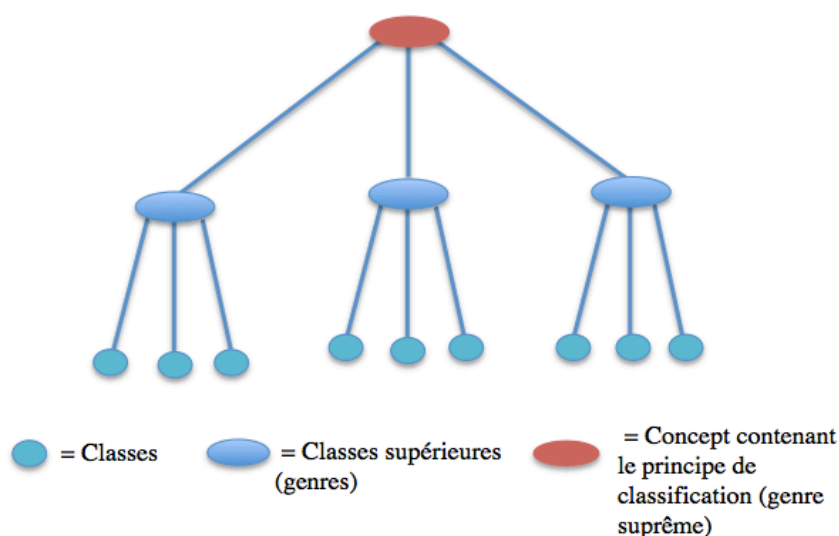 = Classes
= Classes supérieures
(genres)
= Concept contenant
le principe de
classification (genre
suprême)